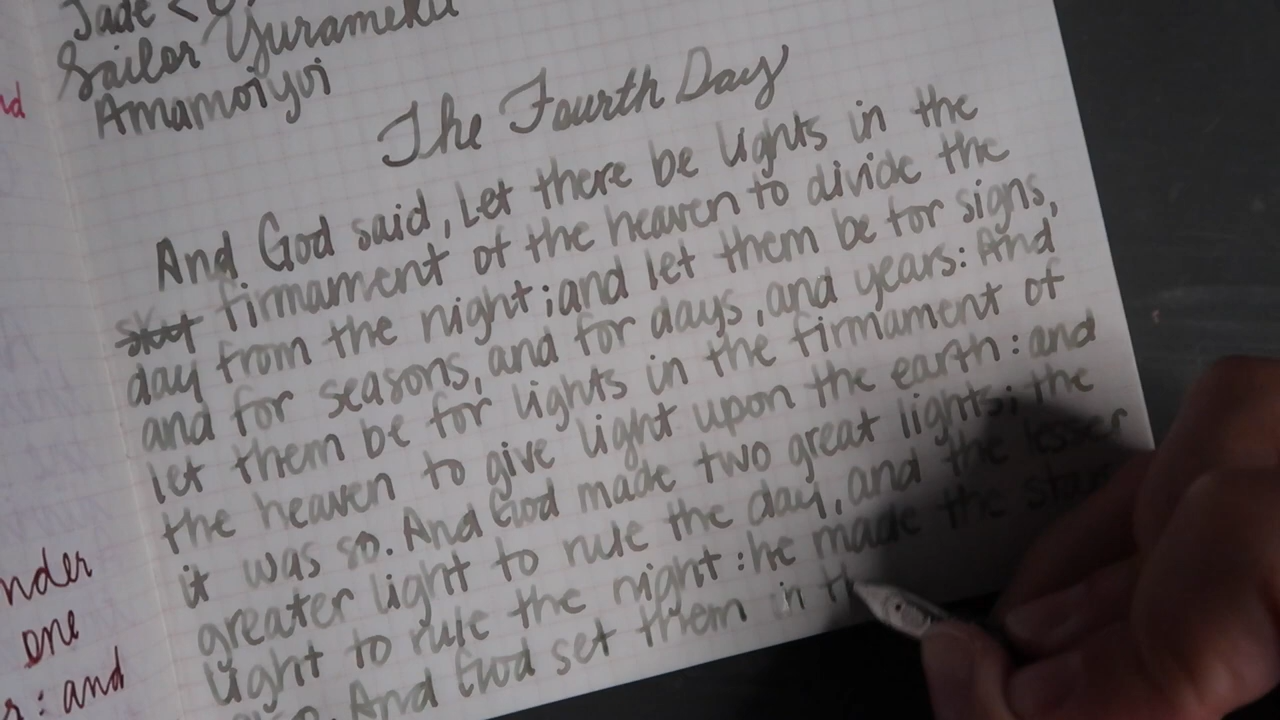 Jade <
Sailor Yurameku
Amamoiyoi
The Fourth Day
And God said, Let there be lights in the
firmament of the heaven to divide the
day from the night; and let them be for signs,
and for seasons, and for days, and years: And
let them be for lights in the firmament of
the heaven to give light upon the earth: and
it was so. And God made two great lights; the
greater light to rule the day, and the lesser
light to rule the night: he made the stars
And God set them in th
nder
one
: and